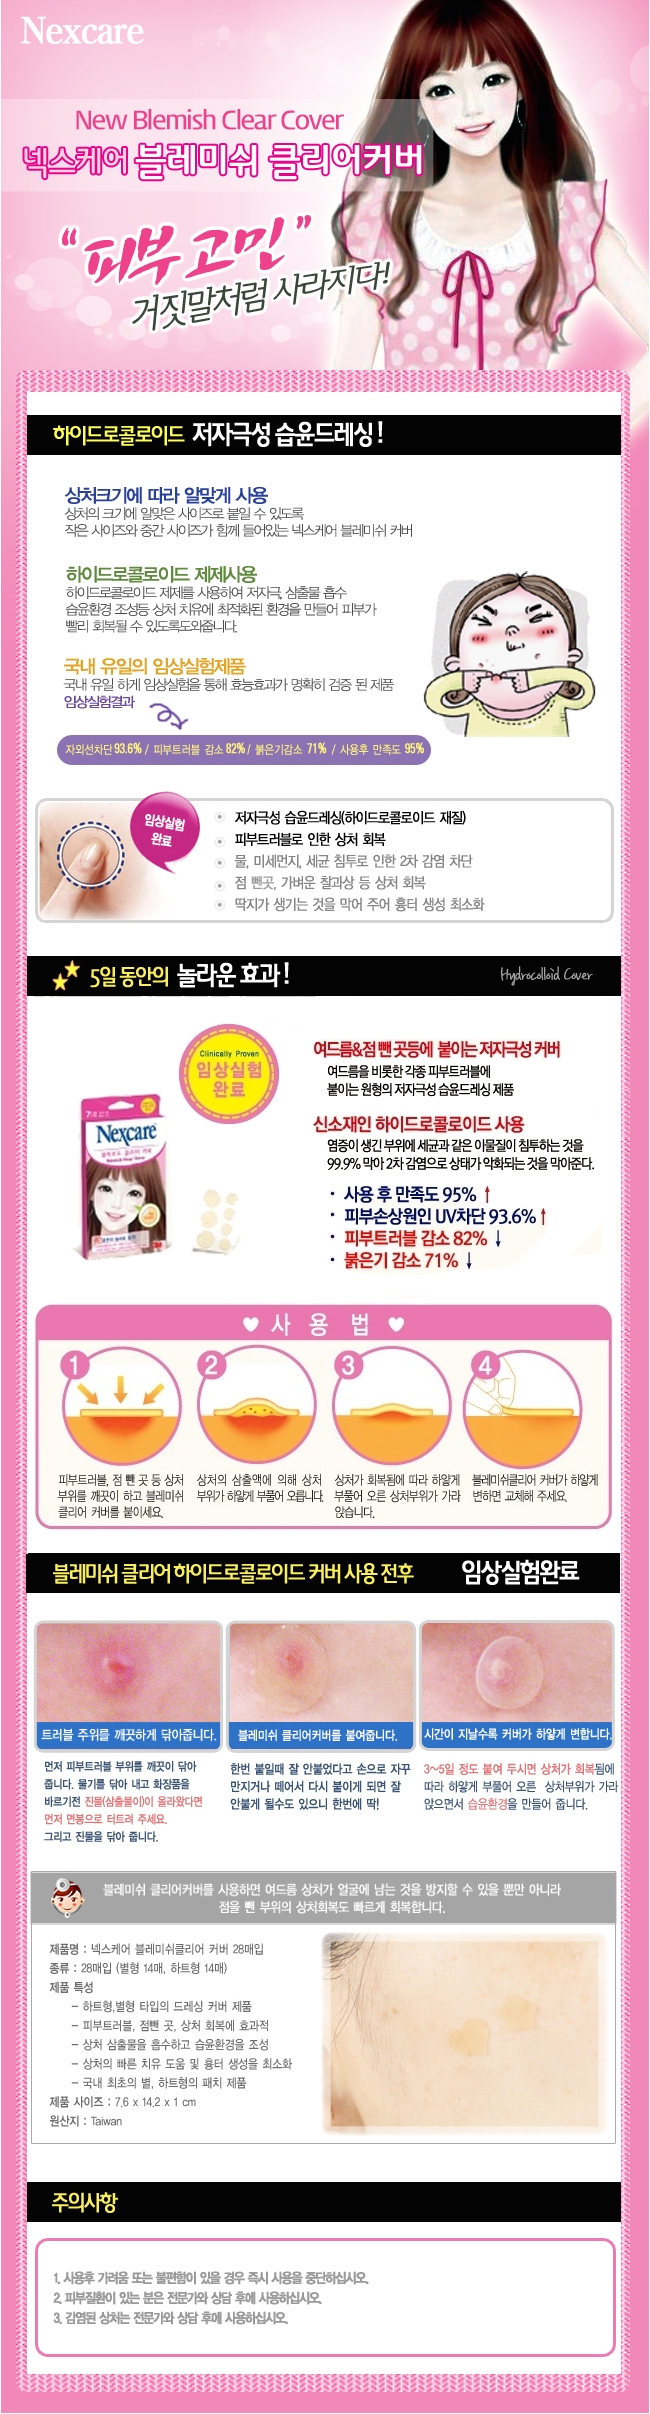 Nexcare
New Blemish Clear Cover
넥스케어 블레미쉬 클리어커버
"피부 고민"
거짓말처럼 사라지다!
하이드로콜로이드 저자극성 습윤드레싱!
상처크기에 따라 알맞게 사용
상처의 크기에 알맞은 사이즈로 붙일 수 있도록
작은 사이즈와 중간 사이즈가 함께 들어있는 넥스케어 블레미쉬 커버
하이드로콜로이드 제제사용
하이드로콜로이드 제제를 사용하여 저자극, 삼출물 흡수
습윤환경 조성등 상처 치유에 최적화된 환경을 만들어 피부가
빨리 회복될 수 있도록도와줍니다.
국내 유일의 임상실험제품
국내 유일 하게 임상실험을 통해 효능효과가 명확히 검증 된 제품
임상실험결과
자외선차단 93.6% / 피부트러블 감소 82% / 붉은기감소 71% / 사용후 만족도 95%
임상실험
완료
저자극성 습윤드레싱(하이드로콜로이드 재질)
피부트러블로 인한 상처 회복
물, 미세먼지, 세균 침투로 인한 2차 감염 차단
점 뺀곳, 가벼운 찰과상 등 상처 회복
딱지가 생기는 것을 막아 주어 흉터 생성 최소화
5일 동안의 놀라운 효과!
Hydrocolloid Cover
Clinically Proven
임상실험
완료
Nexcare
여드름&점 뺀 곳등에 붙이는 저자극성 커버
여드름을 비롯한 각종 피부트러블에
붙이는 원형의 저자극성 습윤드레싱 제품
신소재인 하이드로콜로이드 사용
염증이 생긴 부위에 세균과 같은 이물질이 침투하는 것을
99.9% 막아 2차 감염으로 상태가 악화되는 것을 막아준다.
· 사용 후 만족도 95% ↑
· 피부손상원인 UV차단 93.6% ↑
· 피부트러블 감소 82% ↓
· 붉은기 감소 71% ↓
♥ 사 용 법 ♥
1 2 3 4
피부트러블, 점 뺀 곳 등 상처
부위를 깨끗이 하고 블레미쉬
클리어 커버를 붙이세요.
상처의 삼출액에 의해 상처
부위가 하얗게 부풀어 오릅니다.
상처가 회복됨에 따라 하얗게
부풀어 오른 상처부위가 가라
앉습니다.
블레미쉬클리어 커버가 하얗게
변하면 교체해 주세요.
블레미쉬 클리어 하이드로콜로이드 커버 사용 전후 임상실험완료
트러블 주위를 깨끗하게 닦아줍니다.
블레미쉬 클리어커버를 붙여줍니다.
시간이 지날수록 커버가 하얗게 변합니다.
먼저 피부트러블 부위를 깨끗이 닦아
줍니다. 물기를 닦아 내고 화장품을
바르기전 진물(삼출물이)이 올라왔다면
먼저 면봉으로 터트려 주세요.
그리고 진물을 닦아 줍니다.
한번 붙일때 잘 안붙었다고 손으로 자꾸
만지거나 떼어서 다시 붙이게 되면 잘
안붙게 될수도 있으니 한번에 딱!
3~5일 정도 붙여 두시면 상처가 회복됨에
따라 하얗게 부풀어 오른 상처부위가 가라
앉으면서 습윤환경을 만들어 줍니다.
블레미쉬 클리어커버를 사용하면 여드름 상처가 얼굴에 남는 것을 방지할 수 있을 뿐만 아니라
점을 뺀 부위의 상처회복도 빠르게 회복합니다.
제품명 : 넥스케어 블레미쉬클리어 커버 28매입
종류 : 28매입 (별형 14매, 하트형 14매)
제품 특성
- 하트형,별형 타입의 드레싱 커버 제품
- 피부트러블, 점뺀 곳, 상처 회복에 효과적
- 상처 삼출물을 흡수하고 습윤환경을 조성
- 상처의 빠른 치유 도움 및 흉터 생성을 최소화
- 국내 최초의 별, 하트형의 패치 제품
제품 사이즈 : 7.6 x 14.2 x 1 cm
원산지 : Taiwan
주의사항
1. 사용후 가려움 또는 불편함이 있을 경우 즉시 사용을 중단하십시오.
2. 피부질환이 있는 분은 전문가와 상담 후에 사용하십시오.
3. 감염된 상처는 전문가와 상담 후에 사용하십시오.